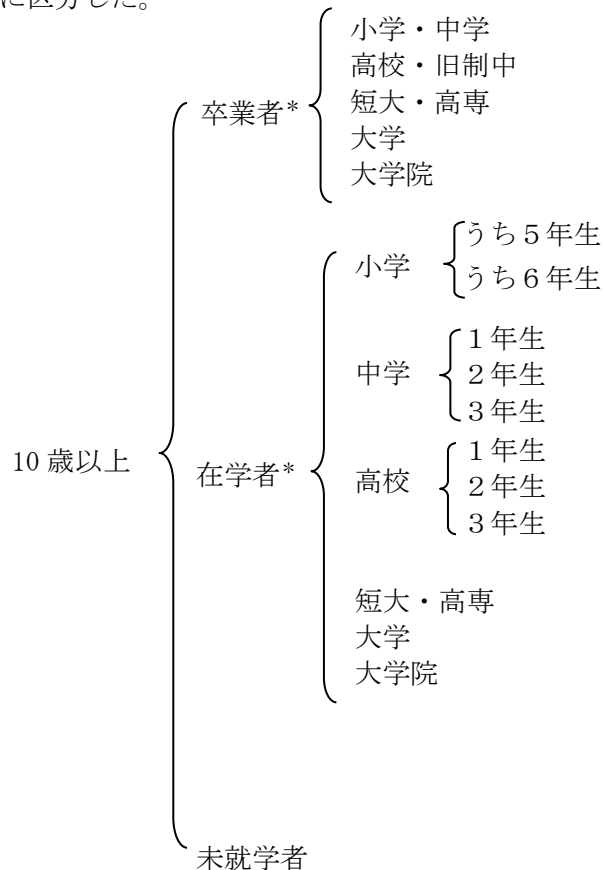 に区分した。
卒業者*
小学・中学
高校・旧制中
短大・高専
大学
大学院
10 歳以上
在学者*
小学
うち５年生
うち６年生
中学
１年生
２年生
３年生
高校
１年生
２年生
３年生
短大・高専
大学
大学院
未就学者